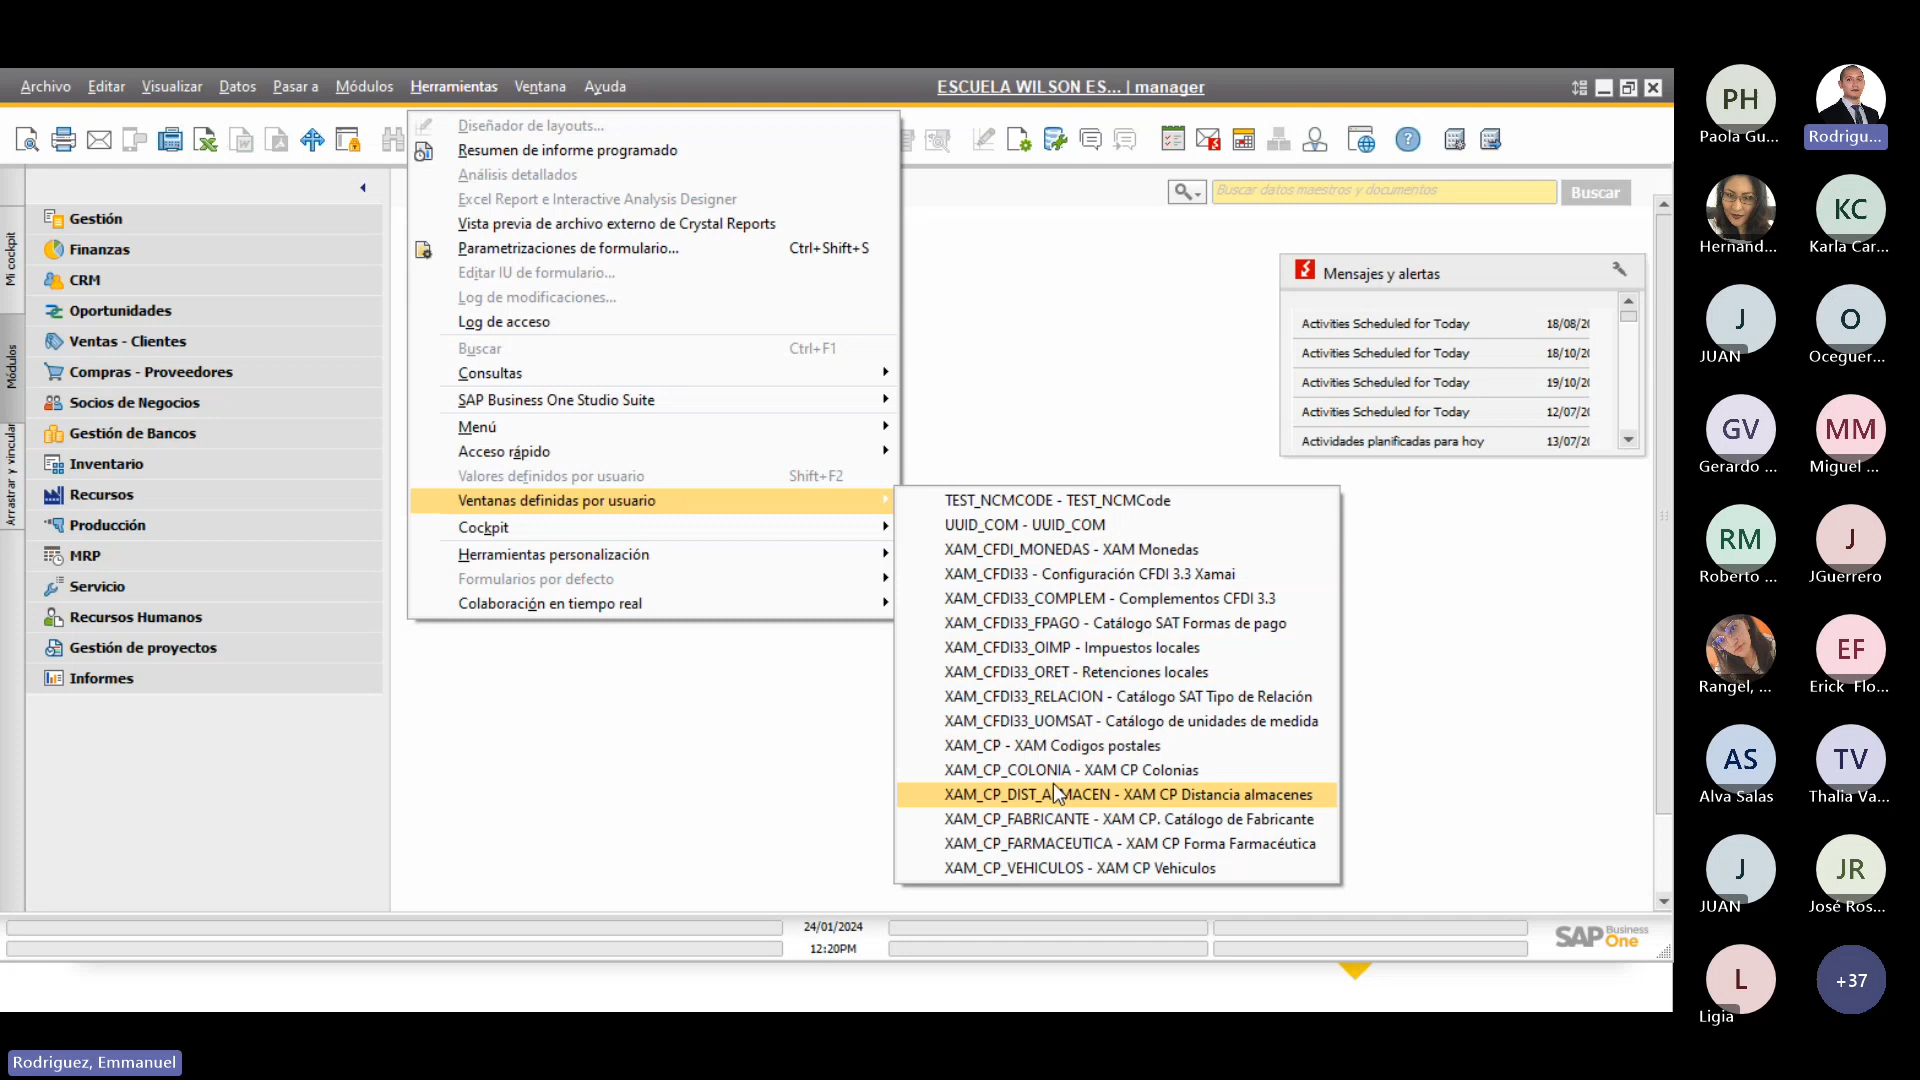 Archivo Editar Visualizar Datos Pasar a Módulos Herramientas Ventana Ayuda
ESCUELA WILSON ES... | manager
Buscar datos maestros y documentos
Buscar
Mi cockpit
Módulos
Arrastrar y vincular
Gestión
Finanzas
CRM
Oportunidades
Ventas - Clientes
Compras - Proveedores
Socios de Negocios
Gestión de Bancos
Inventario
Recursos
Producción
MRP
Servicio
Recursos Humanos
Gestión de proyectos
Informes
Diseñador de layouts...
Resumen de informe programado
Análisis detallados
Excel Report e Interactive Analysis Designer
Vista previa de archivo externo de Crystal Reports
Parametrizaciones de formulario... Ctrl+Shift+S
Editar IU de formulario...
Log de modificaciones...
Log de acceso
Buscar Ctrl+F1
Consultas
SAP Business One Studio Suite
Menú
Acceso rápido
Valores definidos por usuario Shift+F2
Ventanas definidas por usuario
Cockpit
Herramientas personalización
Formularios por defecto
Colaboración en tiempo real
TEST_NCMCODE - TEST_NCMCode
UUID_COM - UUID_COM
XAM_CFDI_MONEDAS - XAM Monedas
XAM_CFDI33 - Configuración CFDI 3.3 Xamai
XAM_CFDI33_COMPLEM - Complementos CFDI 3.3
XAM_CFDI33_FPAGO - Catálogo SAT Formas de pago
XAM_CFDI33_OIMP - Impuestos locales
XAM_CFDI33_ORET - Retenciones locales
XAM_CFDI33_RELACION - Catálogo SAT Tipo de Relación
XAM_CFDI33_UOMSAT - Catálogo de unidades de medida
XAM_CP - XAM Codigos postales
XAM_CP_COLONIA - XAM CP Colonias
XAM_CP_DIST_ALMACEN - XAM CP Distancia almacenes
XAM_CP_FABRICANTE - XAM CP. Catálogo de Fabricante
XAM_CP_FARMACEUTICA - XAM CP Forma Farmacéutica
XAM_CP_VEHICULOS - XAM CP Vehiculos
Mensajes y alertas
Activities Scheduled for Today 18/08/20
Activities Scheduled for Today 18/10/20
Activities Scheduled for Today 19/10/20
Activities Scheduled for Today 12/07/20
Actividades planificadas para hoy 13/07/20
24/01/2024
12:20PM
SAP Business One
PH
Paola Gu...
Rodrigu...
Hernánd...
KC
Karla Car...
J
JUAN
O
Oceguer...
GV
Gerardo ...
MM
Miguel ...
RM
Roberto ...
J
JGuerrero
Rangel, ...
EF
Erick Flo...
AS
Alva Salas
TV
Thalia Va...
J
JUAN
JR
José Ros...
L
Ligia
+37
Rodriguez, Emmanuel